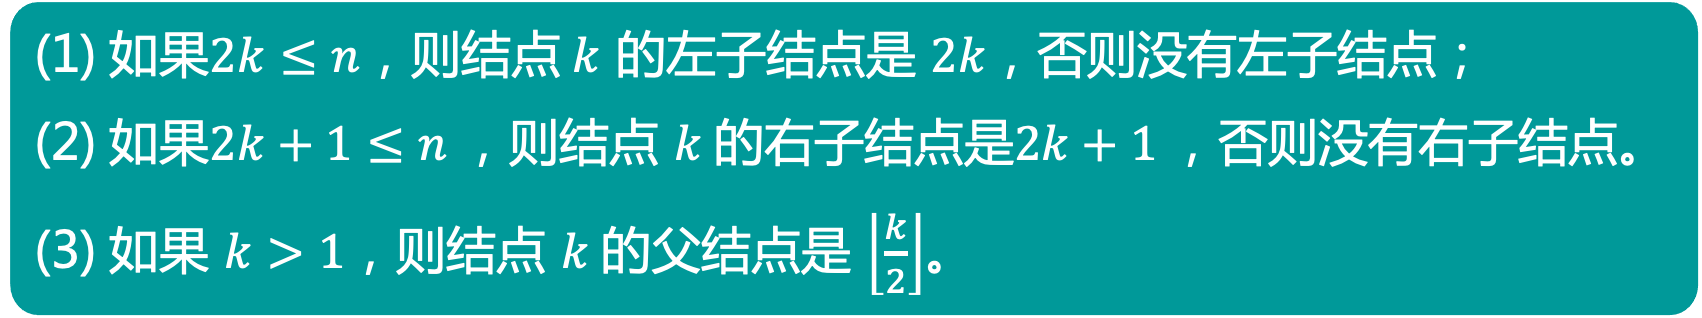 (1) 如果2k ≤ n，则结点 k 的左子结点是 2k，否则没有左子结点；
(2) 如果2k + 1 ≤ n ，则结点 k 的右子结点是2k + 1 ，否则没有右子结点。
(3) 如果 k > 1，则结点 k 的父结点是 ⌊k/2⌋。